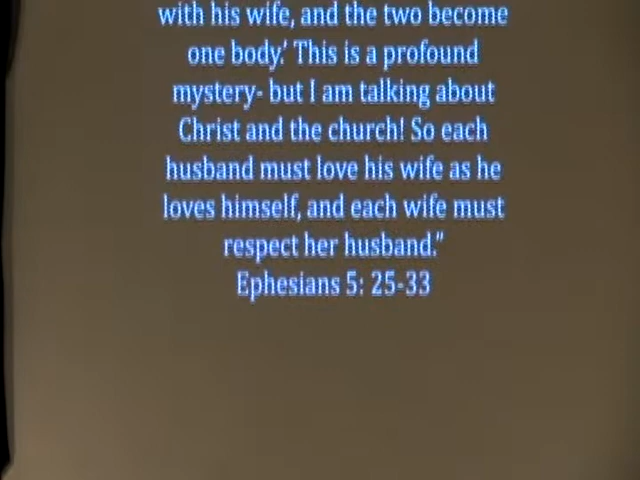 with his wife, and the two become
one body.' This is a profound
mystery- but I am talking about
Christ and the church! So each
husband must love his wife as he
loves himself, and each wife must
respect her husband."
Ephesians 5: 25-33